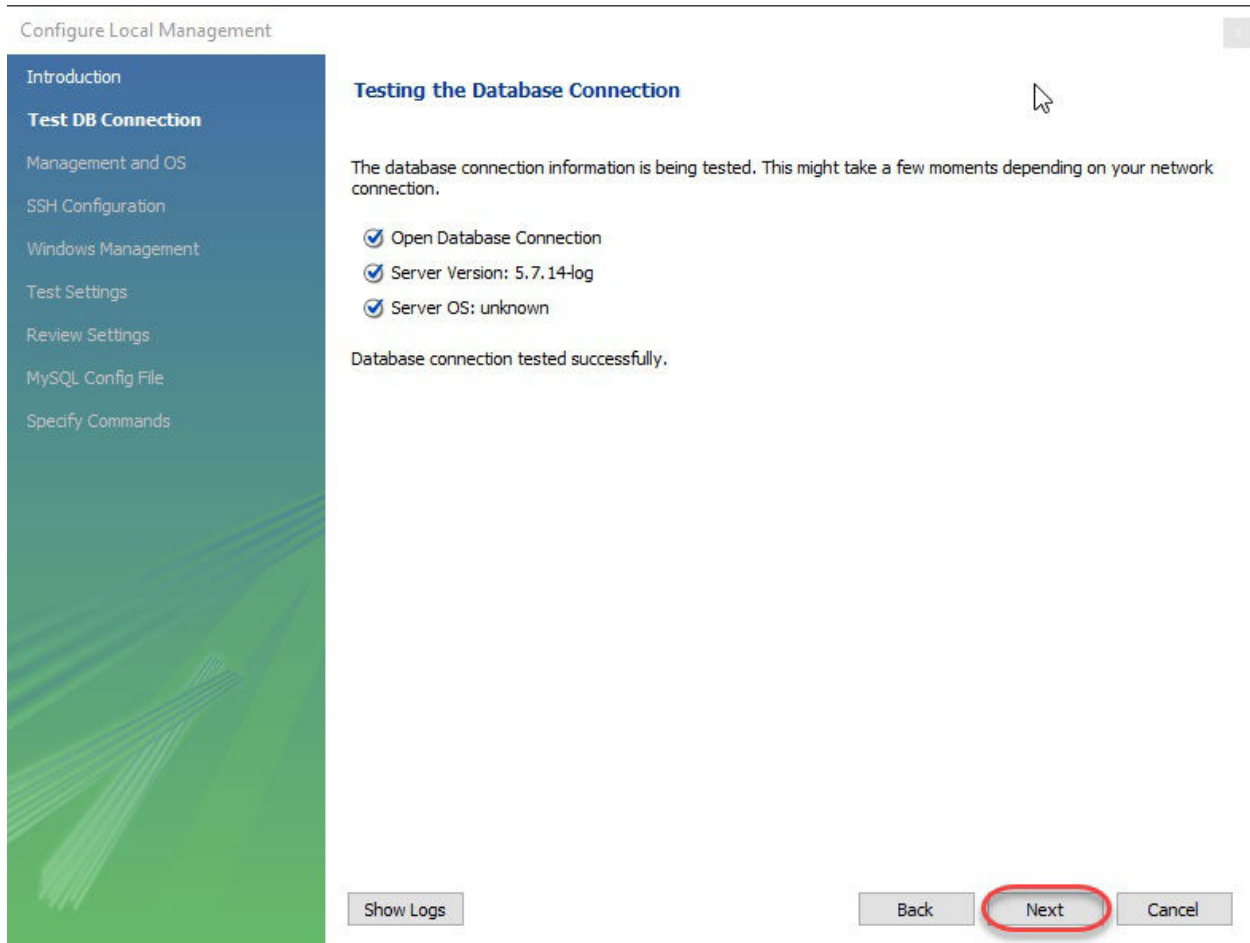 Configure Local Management
Introduction
Test DB Connection
Management and OS
SSH Configuration
Windows Management
Test Settings
Review Settings
MySQL Config File
Specify Commands
Testing the Database Connection
The database connection information is being tested. This might take a few moments depending on your network
connection.
Open Database Connection
Server Version: 5.7.14-log
Server OS: unknown
Database connection tested successfully.
Show Logs
Back
Next
Cancel